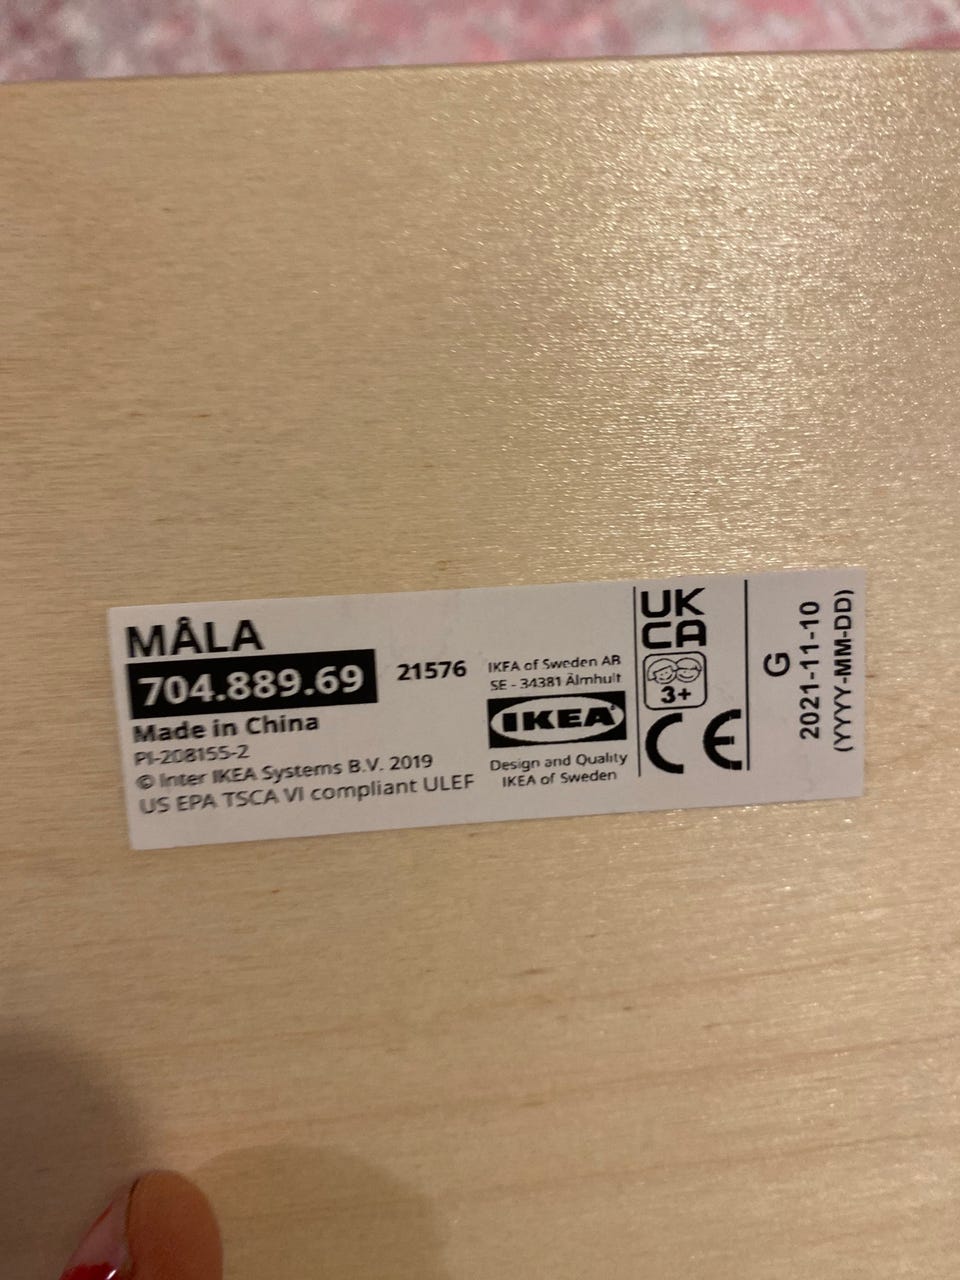 MÅLA
704.889.69
21576
Made in China
PI-208155-2
© Inter IKEA Systems B.V. 2019
US EPA TSCA VI compliant ULEF
IKEA of Sweden AB
SE - 34381 Älmhult
IKEA
Design and Quality
IKEA of Sweden
UK
CA
3+
CE
G
2021-11-10
(YYYY-MM-DD)